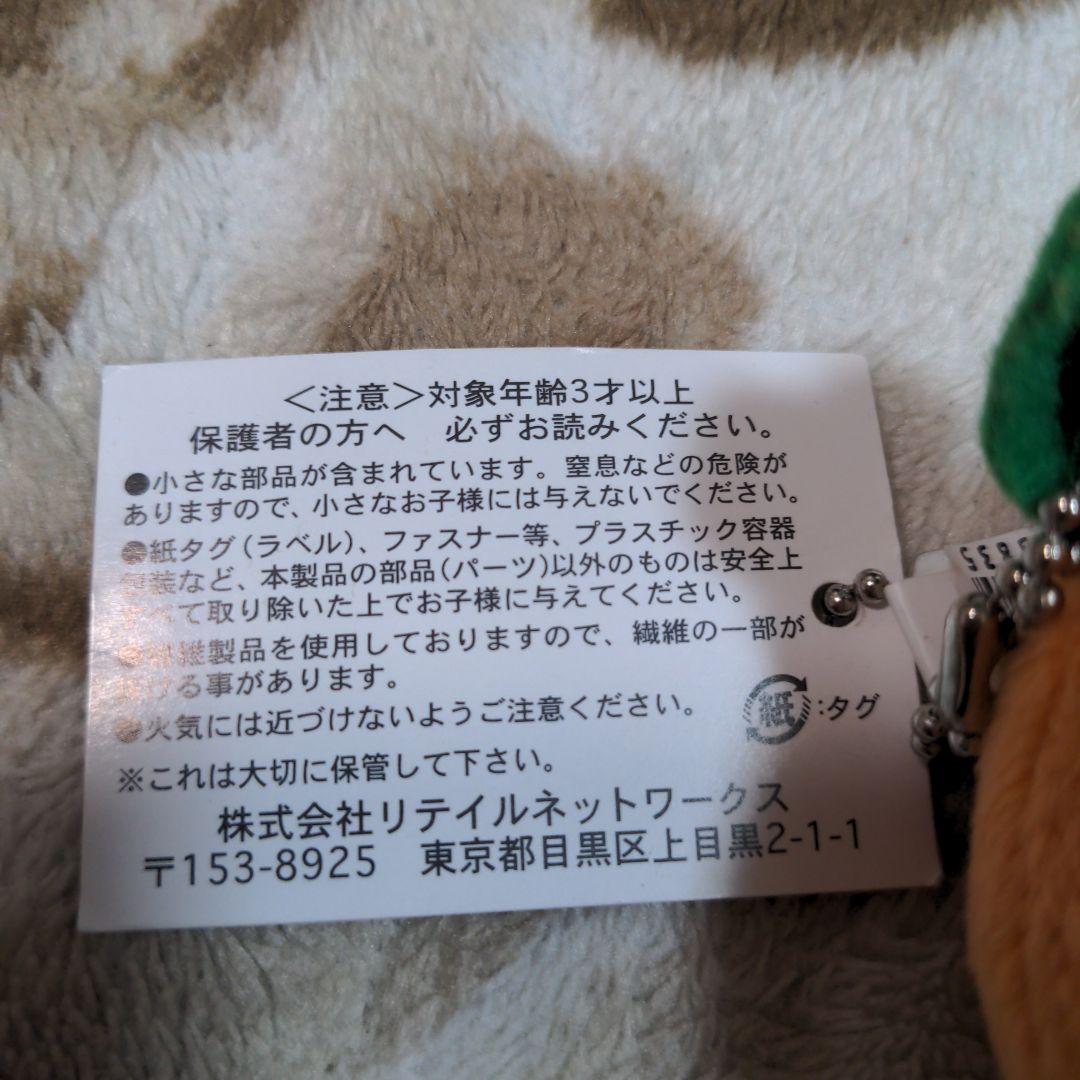 ＜注意＞対象年齢3才以上
保護者の方へ　必ずお読みください。
●小さな部品が含まれています。窒息などの危険が
ありますので、小さなお子様には与えないでください。
●紙タグ(ラベル)、ファスナー等、プラスチック容器
包装など、本製品の部品(パーツ)以外のものは安全上
すべて取り除いた上でお子様に与えてください。
●繊維製品を使用しておりますので、繊維の一部が
抜ける事があります。
●火気には近づけないようご注意ください。
紙:タグ
※これは大切に保管して下さい。
株式会社リテイルネットワークス
〒153-8925　東京都目黒区上目黒2-1-1